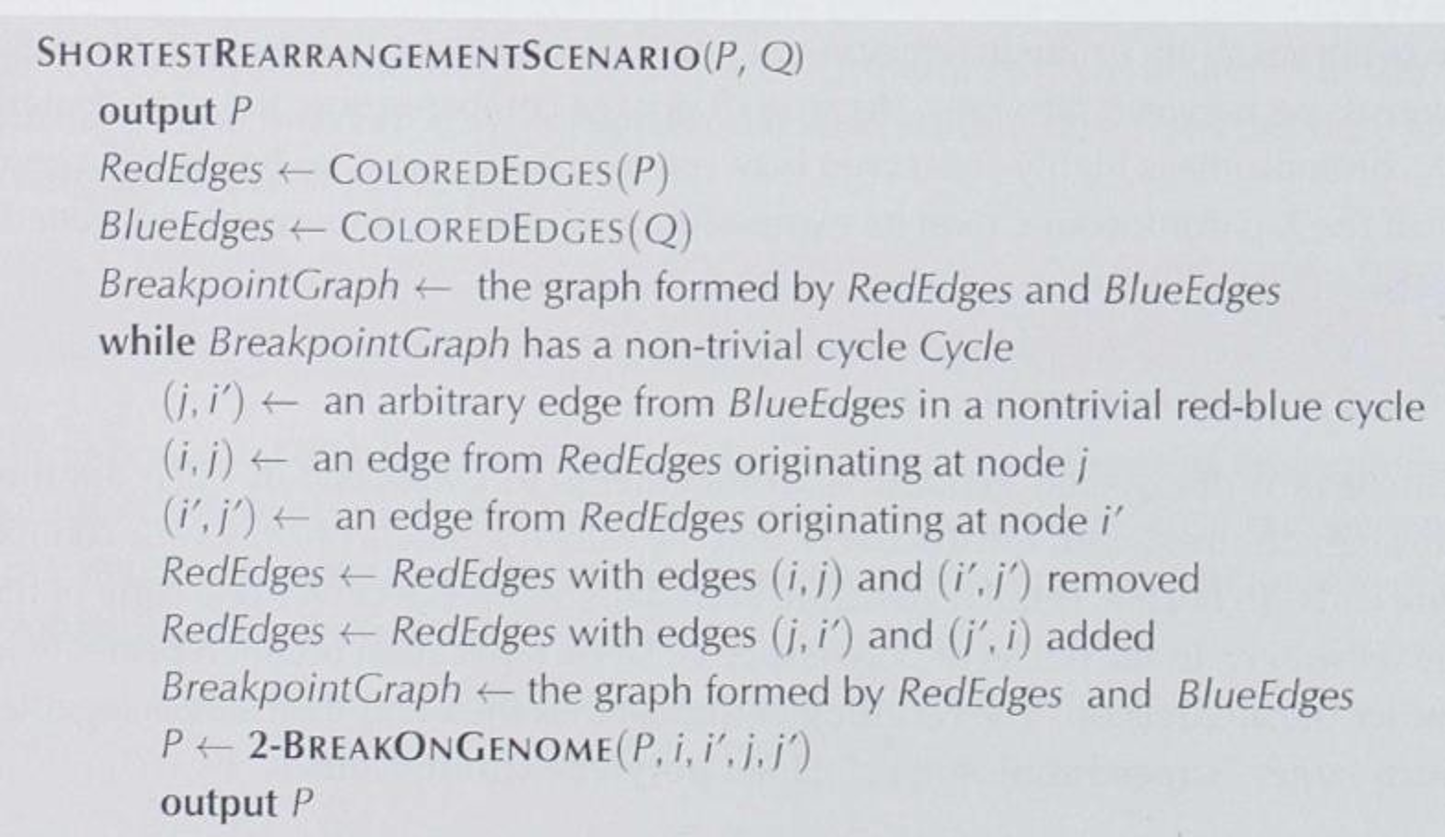 SHORTESTREARRANGEMENTSCENARIO(P, Q)
output P
RedEdges ← COLOREDEDGES(P)
BlueEdges ← COLOREDEDGES(Q)
BreakpointGraph ← the graph formed by RedEdges and BlueEdges
while BreakpointGraph has a non-trivial cycle Cycle
(j, i′) ← an arbitrary edge from BlueEdges in a nontrivial red-blue cycle
(i, j) ← an edge from RedEdges originating at node j
(i′, j′) ← an edge from RedEdges originating at node i′
RedEdges ← RedEdges with edges (i, j) and (i′, j′) removed
RedEdges ← RedEdges with edges (j, i′) and (j′, i) added
BreakpointGraph ← the graph formed by RedEdges and BlueEdges
P ← 2-BREAKONGENOME(P, i, i′, j, j′)
output P